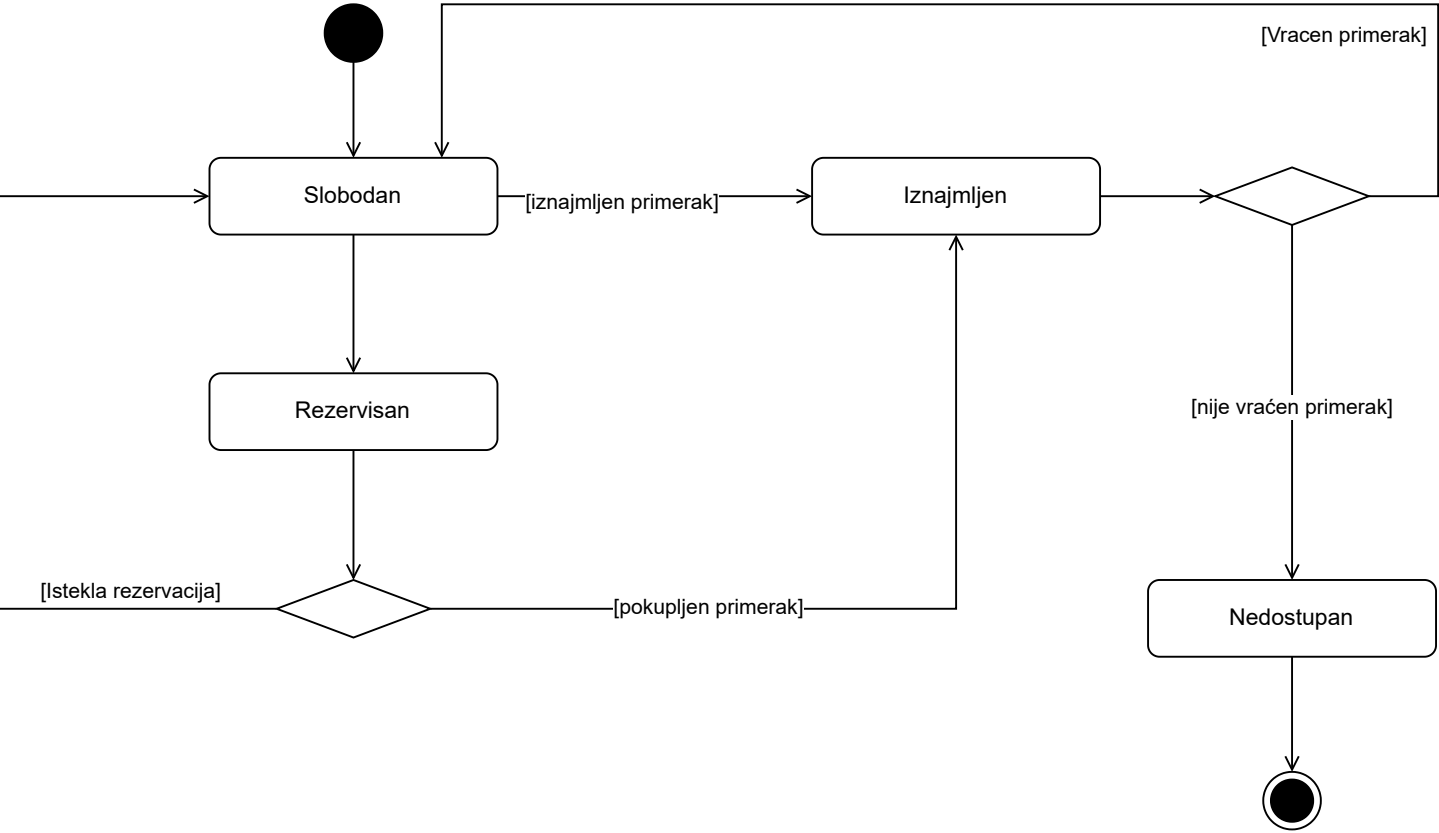 [Vracen primerak]
Slobodan
[iznajmljen primerak]
Iznajmljen
Rezervisan
[nije vraćen primerak]
[Istekla rezervacija]
[pokupljen primerak]
Nedostupan